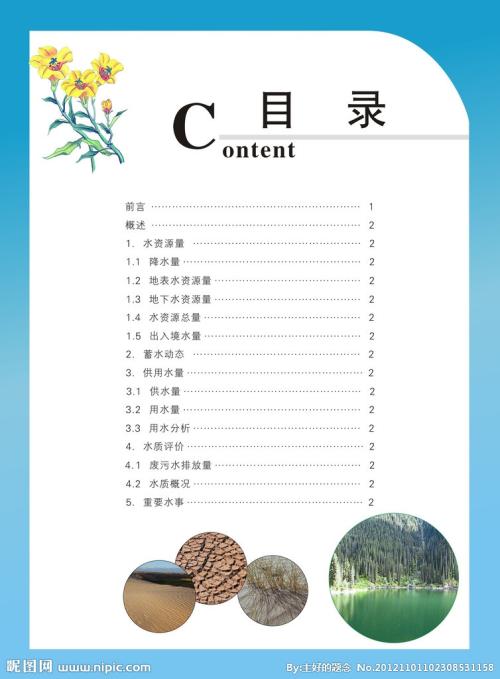 目 录
Content
前言 ………………………………………… 1
概述 ………………………………………… 2
1. 水资源量 ………………………………………… 2
1.1 降水量 ………………………………………… 2
1.2 地表水资源量 ………………………………………… 2
1.3 地下水资源量 ………………………………………… 2
1.4 水资源总量 ………………………………………… 2
1.5 出入境水量 ………………………………………… 2
2. 蓄水动态 ………………………………………… 2
3. 供用水量 ………………………………………… 2
3.1 供水量 ………………………………………… 2
3.2 用水量 ………………………………………… 2
3.3 用水分析 ………………………………………… 2
4. 水质评价 ………………………………………… 2
4.1 废污水排放量 ………………………………………… 2
4.2 水质概况 ………………………………………… 2
5. 重要水事 ………………………………………… 2
昵图网 www.nipic.com By:主好的题念 No.20121101102308531158